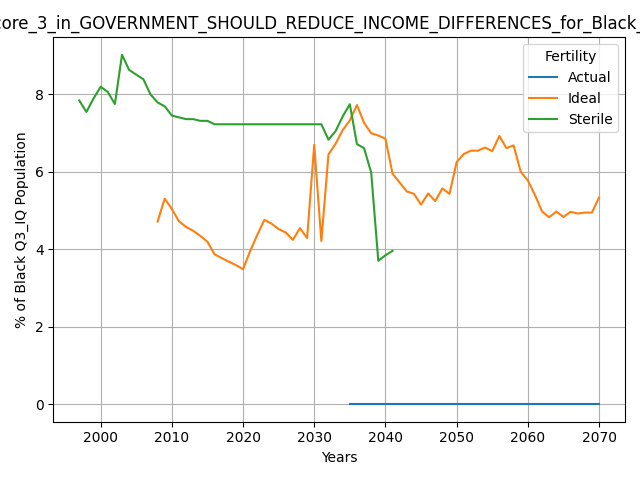 core_3_in_GOVERNMENT_SHOULD_REDUCE_INCOME_DIFFERENCES_for_Black_
Fertility
Actual
Ideal
Sterile
% of Black Q3_IQ Population
8
6
4
2
0
2000 2010 2020 2030 2040 2050 2060 2070
Years